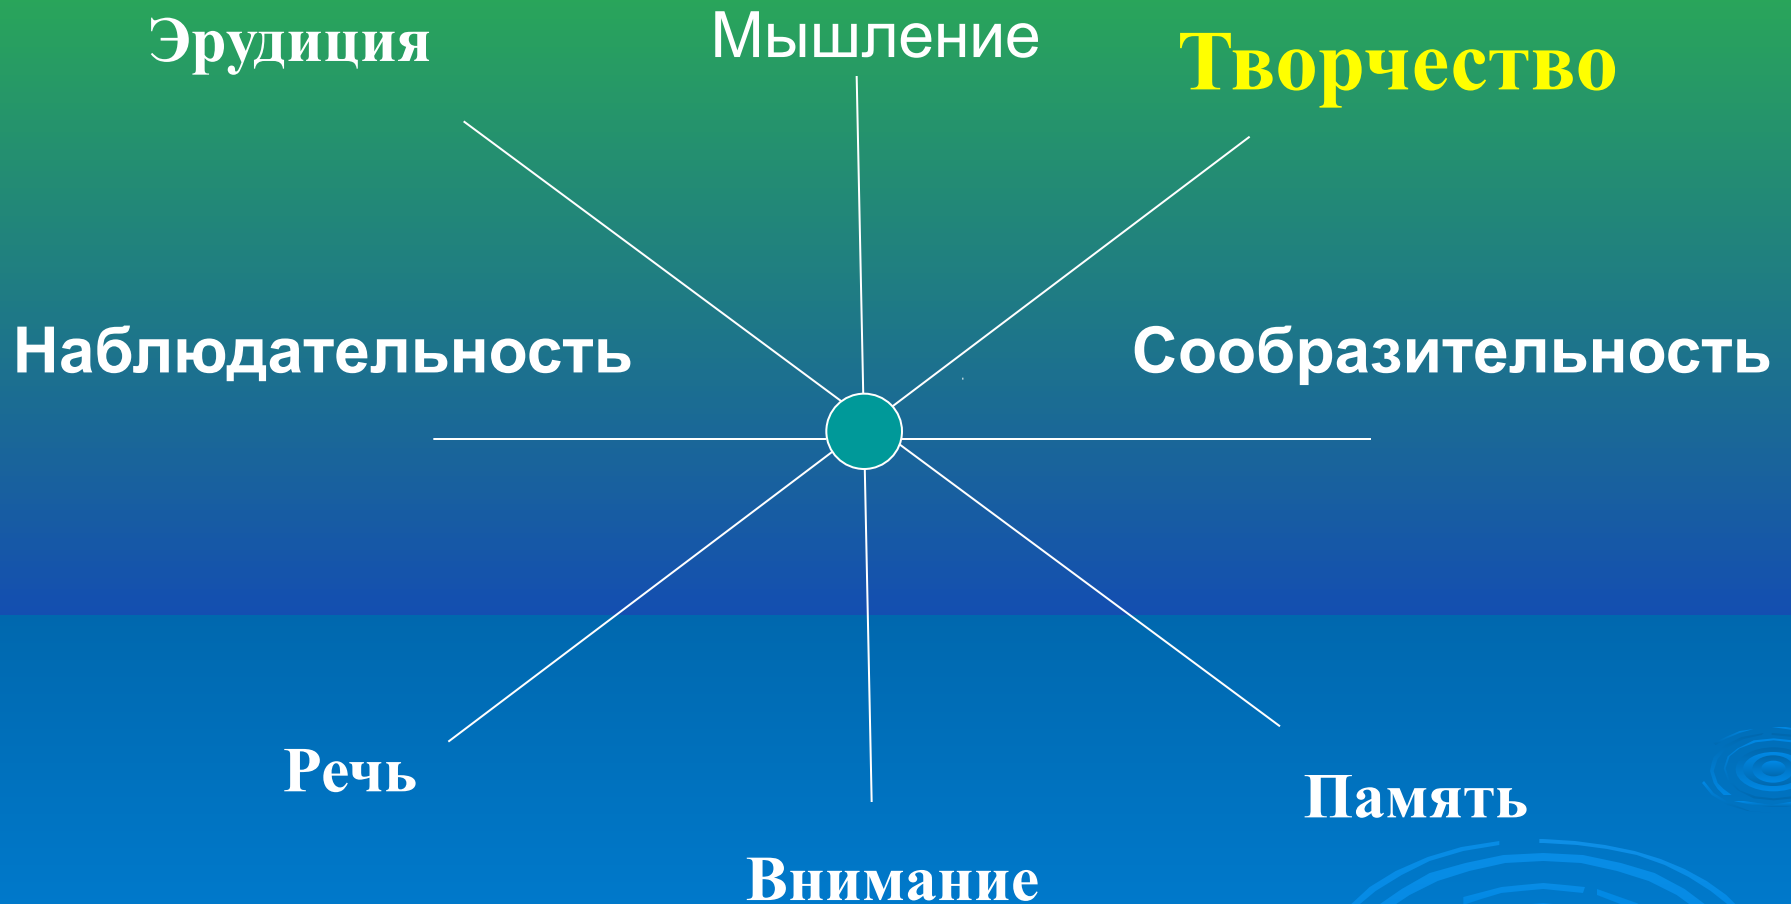 Эрудиция
Мышление
Творчество
Наблюдательность
Сообразительность
Речь
Память
Внимание